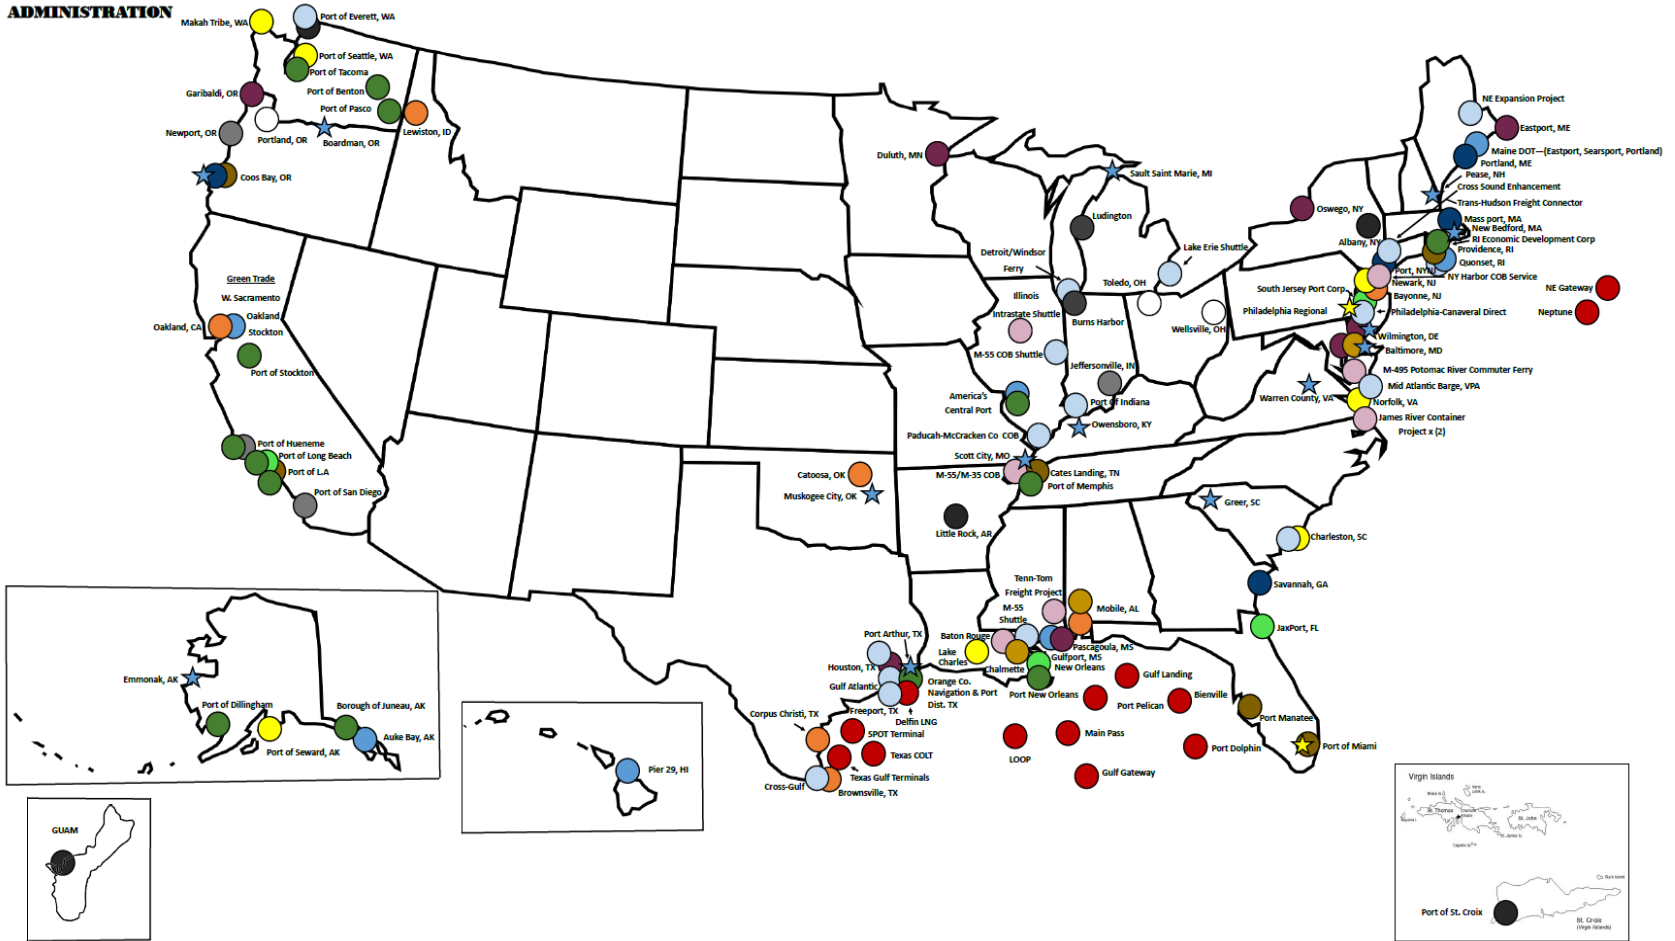 ADMINISTRATION
Makah Tribe, WA
Port of Everett, WA
Port of Seattle, WA
Port of Tacoma
Port of Benton
Port of Pasco
Garibaldi, OR
Newport, OR
Portland, OR
Boardman, OR
Lewiston, ID
Coos Bay, OR
Green Trade
W. Sacramento
Oakland
Stockton
Oakland, CA
Port of Stockton
Port of Hueneme
Port of Long Beach
Port of L.A
Port of San Diego
Duluth, MN
Sault Saint Marie, MI
Ludington
Detroit/Windsor
Ferry
Lake Erie Shuttle
Toledo, OH
Illinois
Intrastate Shuttle
Burns Harbor
Wellsville, OH
M-55 COB Shuttle
Jeffersonville, IN
America's
Central Port
Port Of Indiana
Owensboro, KY
Paducah-McCracken Co COB
Scott City, MO
M-55/M-35 COB
Cates Landing, TN
Port of Memphis
Catoosa, OK
Muskogee City, OK
Little Rock, AR
NE Expansion Project
Eastport, ME
Maine DOT—(Eastport, Searsport, Portland)
Portland, ME
Pease, NH
Cross Sound Enhancement
Trans-Hudson Freight Connector
Oswego, NY
Albany, NY
Mass port, MA
New Bedford, MA
RI Economic Development Corp
Providence, RI
Quonset, RI
Port, NYNJ
NY Harbor COB Service
Newark, NJ
South Jersey Port Corp
Bayonne, NJ
Philadelphia Regional
Philadelphia-Canaveral Direct
NE Gateway
Neptune
Wilmington, DE
Baltimore, MD
M-495 Potomac River Commuter Ferry
Mid Atlantic Barge, VPA
Warren County, VA
Norfolk, VA
James River Container
Project x (2)
Greer, SC
Charleston, SC
Savannah, GA
JaxPort, FL
Tenn-Tom
Freight Project
M-55
Shuttle
Mobile, AL
Baton Rouge
Pascagoula, MS
Lake
Charles
Gulfport, MS
Chalmette
New Orleans
Port New Orleans
Port Arthur, TX
Houston, TX
Gulf Atlantic
Orange Co.
Navigation & Port
Dist. TX
Freeport, TX
Delfin LNG
Corpus Christi, TX
SPOT Terminal
Texas COLT
Texas Gulf Terminals
Cross-Gulf
Brownsville, TX
Gulf Landing
Port Pelican
Bienville
Main Pass
LOOP
Port Dolphin
Gulf Gateway
Port Manatee
Port of Miami
Emmonak, AK
Port of Dillingham
Borough of Juneau, AK
Auke Bay, AK
Port of Seward, AK
Pier 29, HI
GUAM
Virgin Islands
St. Thomas
St. John
Port of St. Croix
St. Croix
(Virgin Islands)